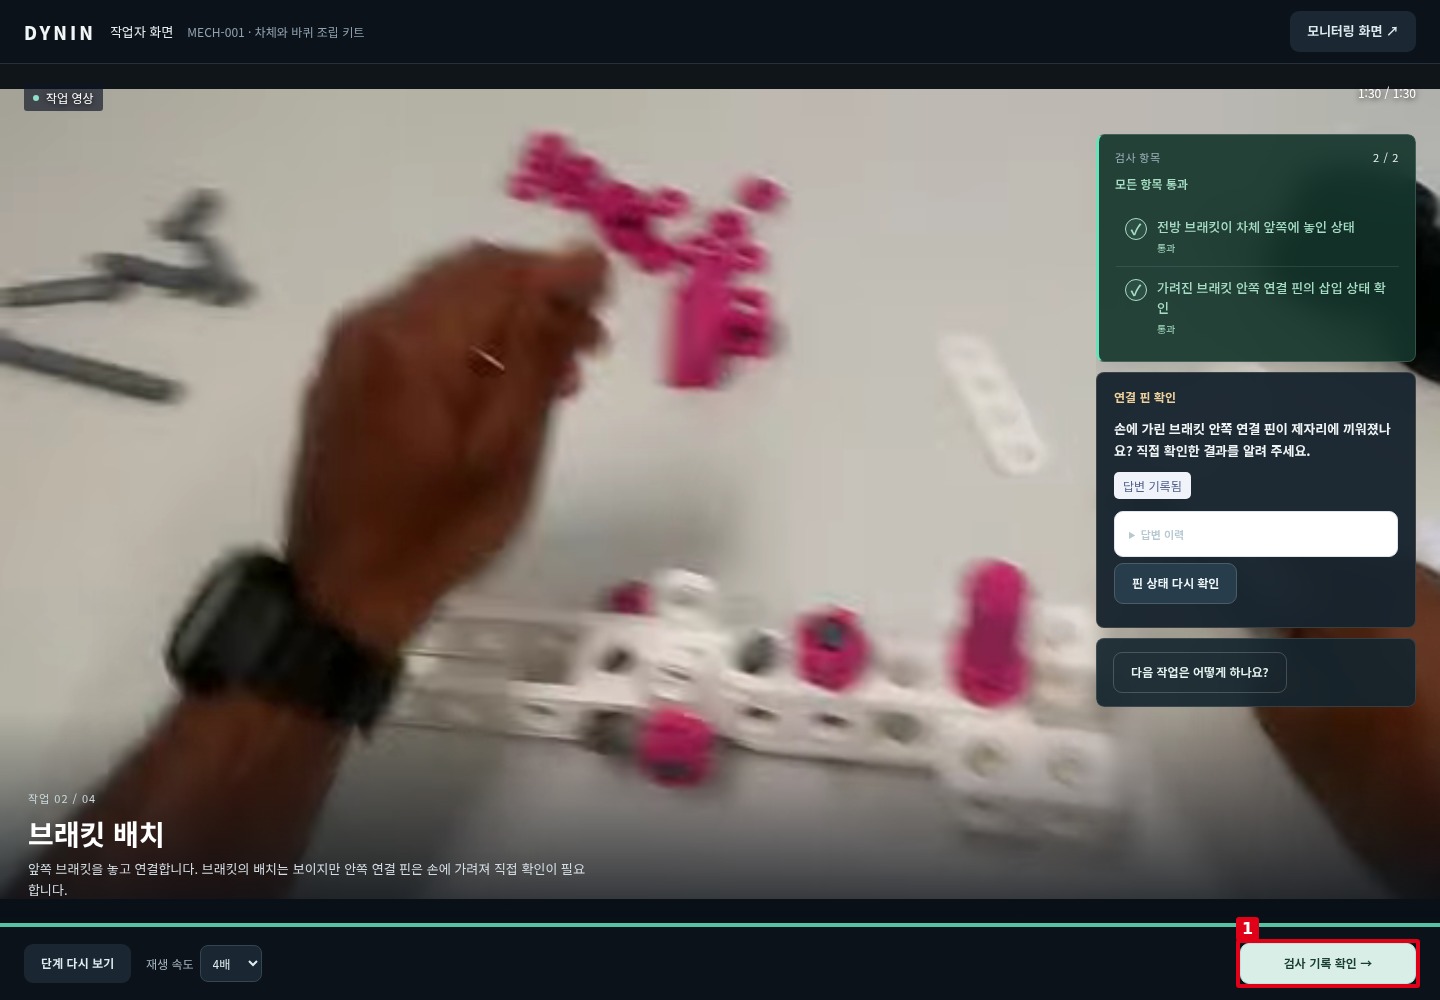 DYNIN 작업자 화면 MECH-001 · 차체와 바퀴 조립 키트
모니터링 화면 ↗
작업 영상
1:30 / 1:30
검사 항목
2 / 2
모든 항목 통과
전방 브래킷이 차체 앞쪽에 놓인 상태
통과
가려진 브래킷 안쪽 연결 핀의 삽입 상태 확
인
통과
연결 핀 확인
손에 가린 브래킷 안쪽 연결 핀이 제자리에 끼워졌나
요? 직접 확인한 결과를 알려 주세요.
답변 기록됨
▶ 답변 이력
핀 상태 다시 확인
다음 작업은 어떻게 하나요?
작업 02 / 04
브래킷 배치
앞쪽 브래킷을 놓고 연결합니다. 브래킷의 배치는 보이지만 안쪽 연결 핀은 손에 가려져 직접 확인이 필요
합니다.
단계 다시 보기
재생 속도
4배
1
검사 기록 확인 →